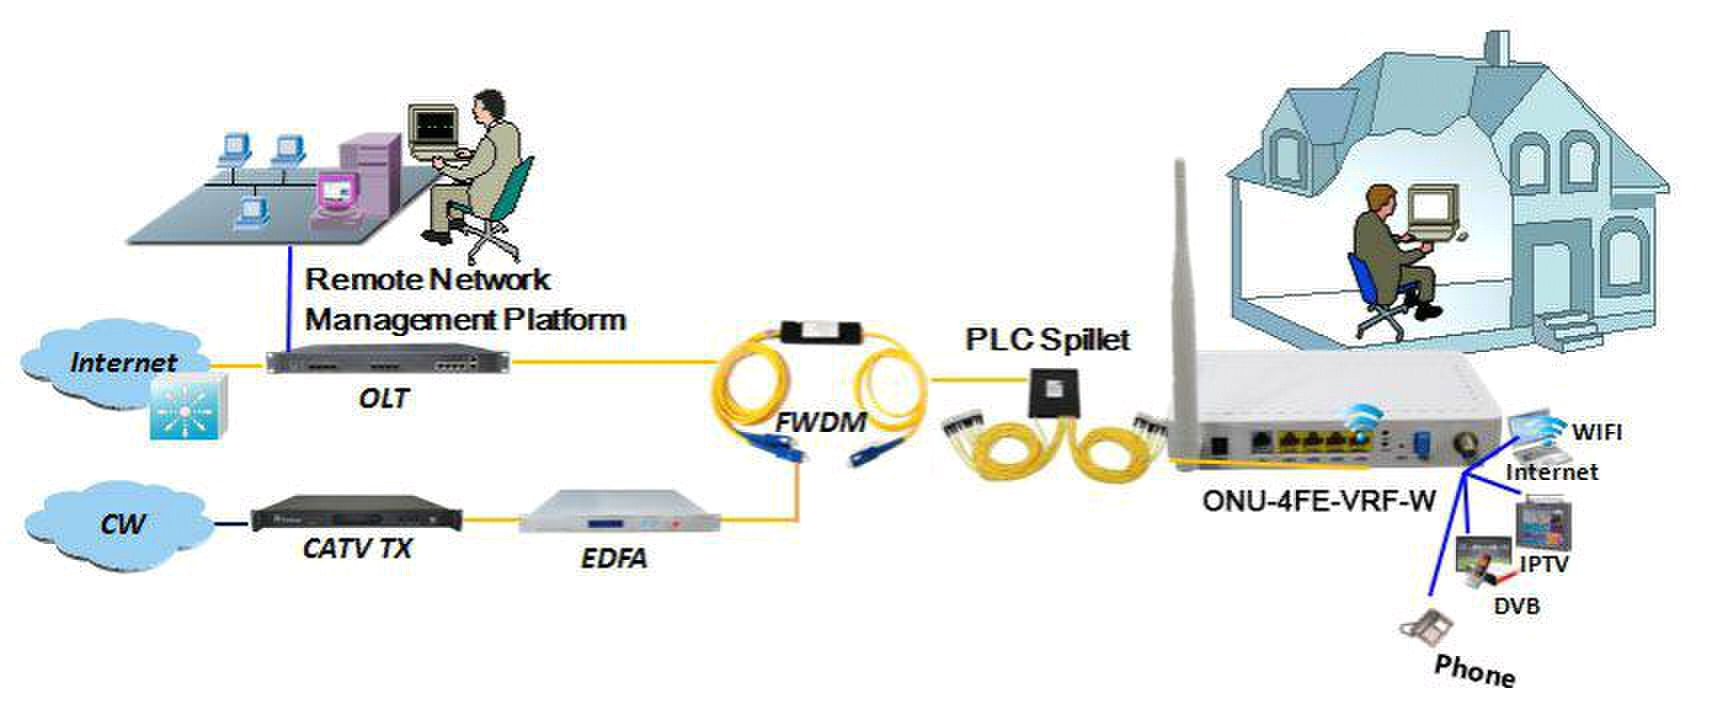 Remote Network
Management Platform
Internet
OLT
PLC Spillet
FWDM
WIFI
Internet
ONU-4FE-VRF-W
CW
CATV TX
EDFA
IPTV
DVB
Phone